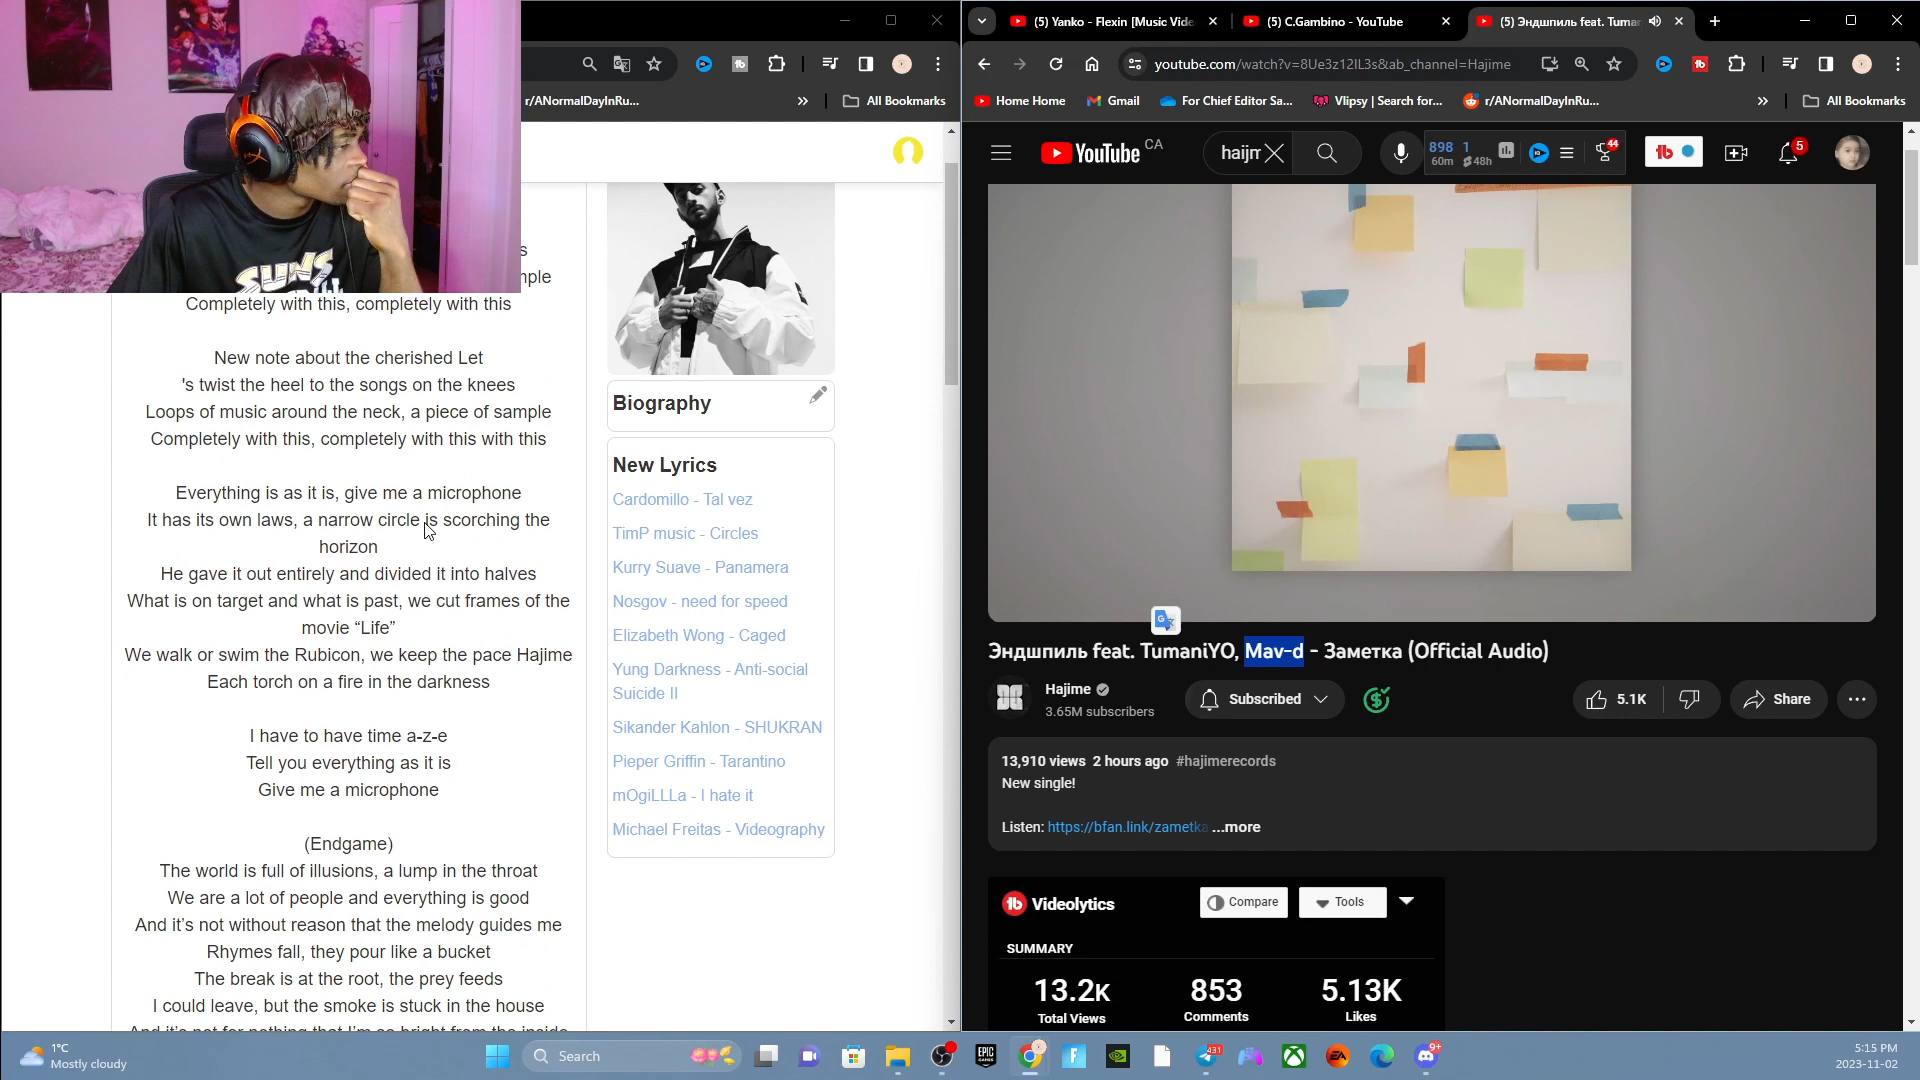 (5) Yanko - Flexin [Music Vide
(5) C.Gambino - YouTube
(5) Эндшпиль feat. Tumar
youtube.com/watch?v=8Ue3z12IL3s&ab_channel=Hajime
r/ANormalDayInRu...
All Bookmarks
Home Home
Gmail
For Chief Editor Sa...
Vlipsy | Search for...
r/ANormalDayInRu...
All Bookmarks
YouTube CA
haijm
898 1
60m 48h
44
5
SUNS
Completely with this, completely with this
New note about the cherished Let
's twist the heel to the songs on the knees
Loops of music around the neck, a piece of sample
Completely with this, completely with this with this
Everything is as it is, give me a microphone
It has its own laws, a narrow circle is scorching the
horizon
He gave it out entirely and divided it into halves
What is on target and what is past, we cut frames of the
movie “Life”
We walk or swim the Rubicon, we keep the pace Hajime
Each torch on a fire in the darkness
I have to have time a-z-e
Tell you everything as it is
Give me a microphone
(Endgame)
The world is full of illusions, a lump in the throat
We are a lot of people and everything is good
And it’s not without reason that the melody guides me
Rhymes fall, they pour like a bucket
The break is at the root, the prey feeds
I could leave, but the smoke is stuck in the house
Biography
New Lyrics
Cardomillo - Tal vez
TimP music - Circles
Kurry Suave - Panamera
Nosgov - need for speed
Elizabeth Wong - Caged
Yung Darkness - Anti-social
Suicide II
Sikander Kahlon - SHUKRAN
Pieper Griffin - Tarantino
mOgiLLLa - I hate it
Michael Freitas - Videography
Эндшпиль feat. TumaniYO, Mav-d - Заметка (Official Audio)
Hajime
3.65M subscribers
Subscribed
5.1K
Share
13,910 views 2 hours ago #hajimerecords
New single!
Listen: https://bfan.link/zametka ...more
Videolytics
Compare
Tools
SUMMARY
13.2K
Total Views
853
Comments
5.13K
Likes
1°C
Mostly cloudy
Search
EPIC GAMES
431
9+
5:15 PM
2023-11-02